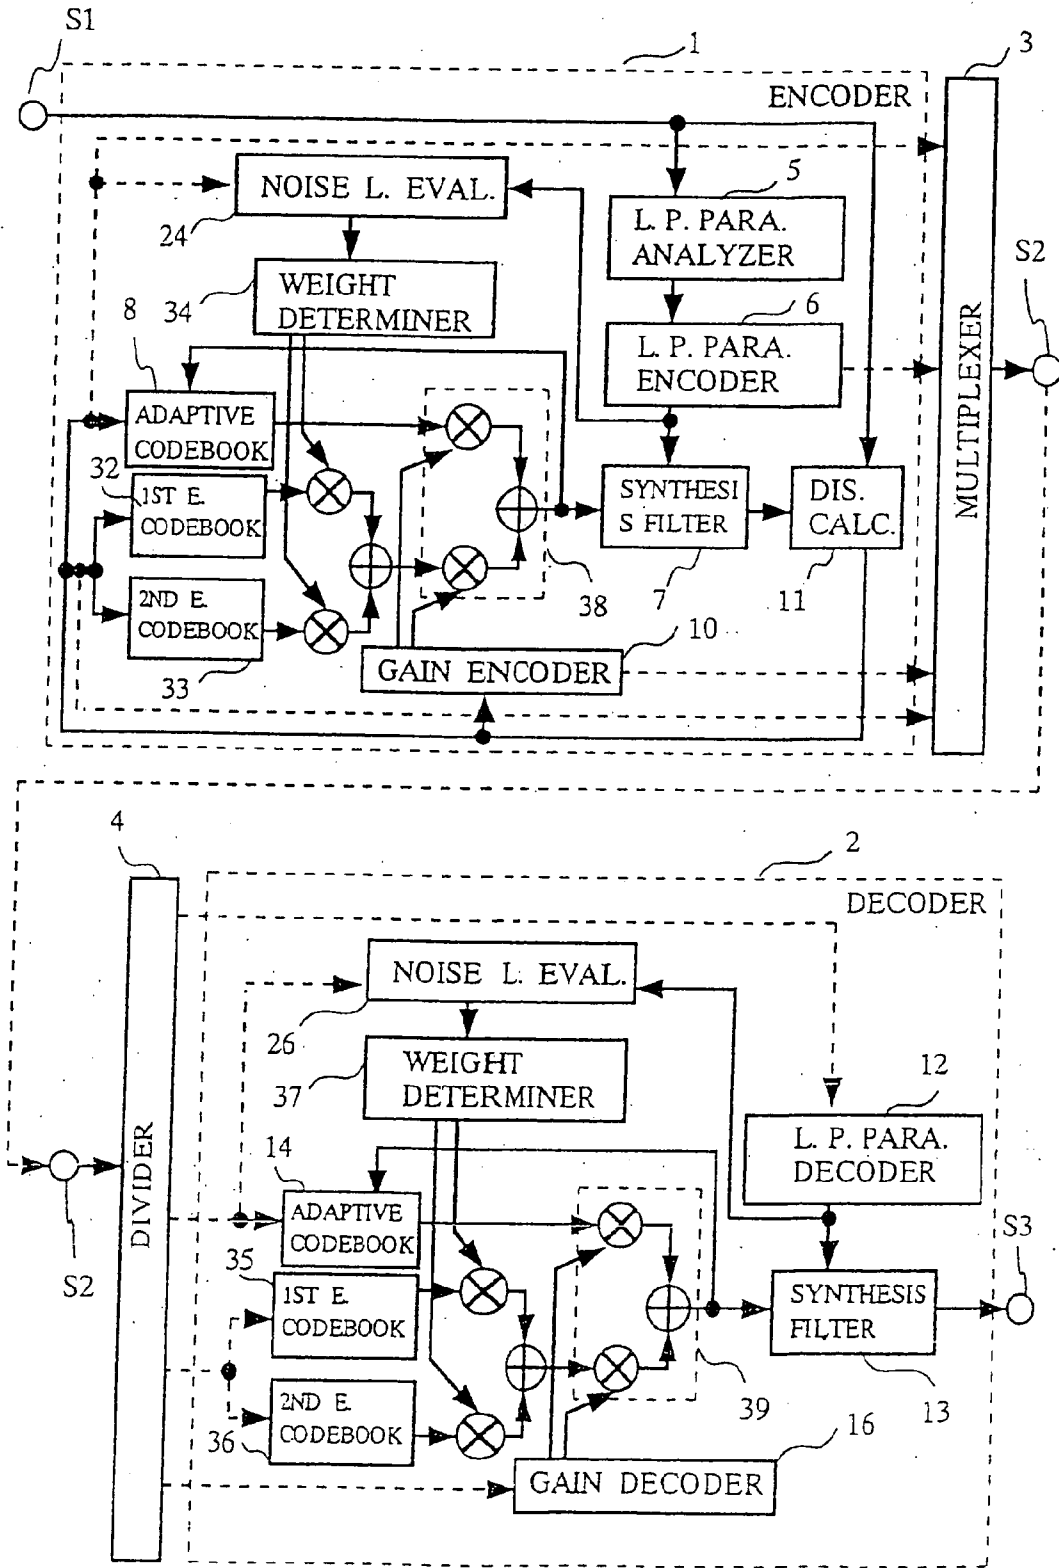 S1
1
3
ENCODER
NOISE L. EVAL.
5
24
L. P. PARA.
ANALYZER
S2
34
WEIGHT
DETERMINER
8
6
L. P. PARA.
ENCODER
MULTIPLEXER
ADAPTIVE
CODEBOOK
32
1ST E.
CODEBOOK
SYNTHESI
S FILTER
DIS.
CALC.
2ND E.
CODEBOOK
38
7
11
10
33
GAIN ENCODER
4
2
DECODER
NOISE L. EVAL.
26
WEIGHT
DETERMINER
37
12
L. P. PARA.
DECODER
14
DIVIDER
ADAPTIVE
CODEBOOK
S2
S3
35
1ST E.
CODEBOOK
SYNTHESIS
FILTER
2ND E.
CODEBOOK
36
39
16
13
GAIN DECODER